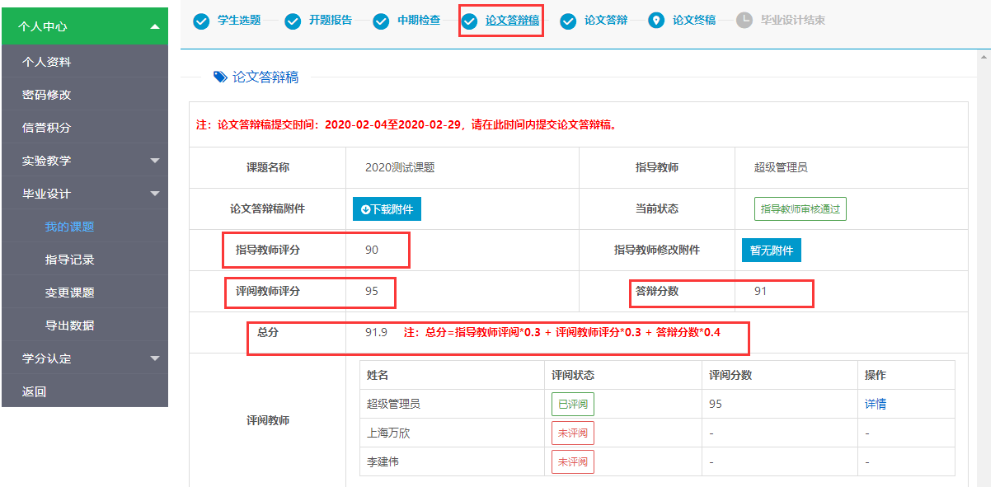 个人中心
个人资料
密码修改
信誉积分
实验教学
毕业设计
我的课题
指导记录
变更课题
导出数据
学分认定
返回
学生选题 开题报告 中期检查 论文答辩稿 论文答辩 论文终稿 毕业设计结束
论文答辩稿
注：论文答辩稿提交时间：2020-02-04至2020-02-29，请在此时间内提交论文答辩稿。
课题名称 2020测试课题 指导教师 超级管理员
论文答辩稿附件 下载附件 当前状态 指导教师审核通过
指导教师评分 90 指导教师修改附件 暂无附件
评阅教师评分 95 答辩分数 91
总分 91.9 注：总分=指导教师评阅*0.3 + 评阅教师评分*0.3 + 答辩分数*0.4
评阅教师
姓名 评阅状态 评阅分数 操作
超级管理员 已评阅 95 详情
上海万欣 未评阅 - -
李建伟 未评阅 - -